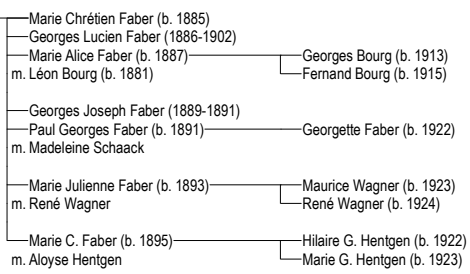 Marie Chrétien Faber (b. 1885)
Georges Lucien Faber (1886-1902)
Marie Alice Faber (b. 1887) Georges Bourg (b. 1913)
m. Léon Bourg (b. 1881) Fernand Bourg (b. 1915)
Georges Joseph Faber (1889-1891)
Paul Georges Faber (b. 1891) Georgette Faber (b. 1922)
m. Madeleine Schaack
Marie Julienne Faber (b. 1893) Maurice Wagner (b. 1923)
m. René Wagner René Wagner (b. 1924)
Marie C. Faber (b. 1895) Hilaire G. Hentgen (b. 1922)
m. Aloyse Hentgen Marie G. Hentgen (b. 1923)